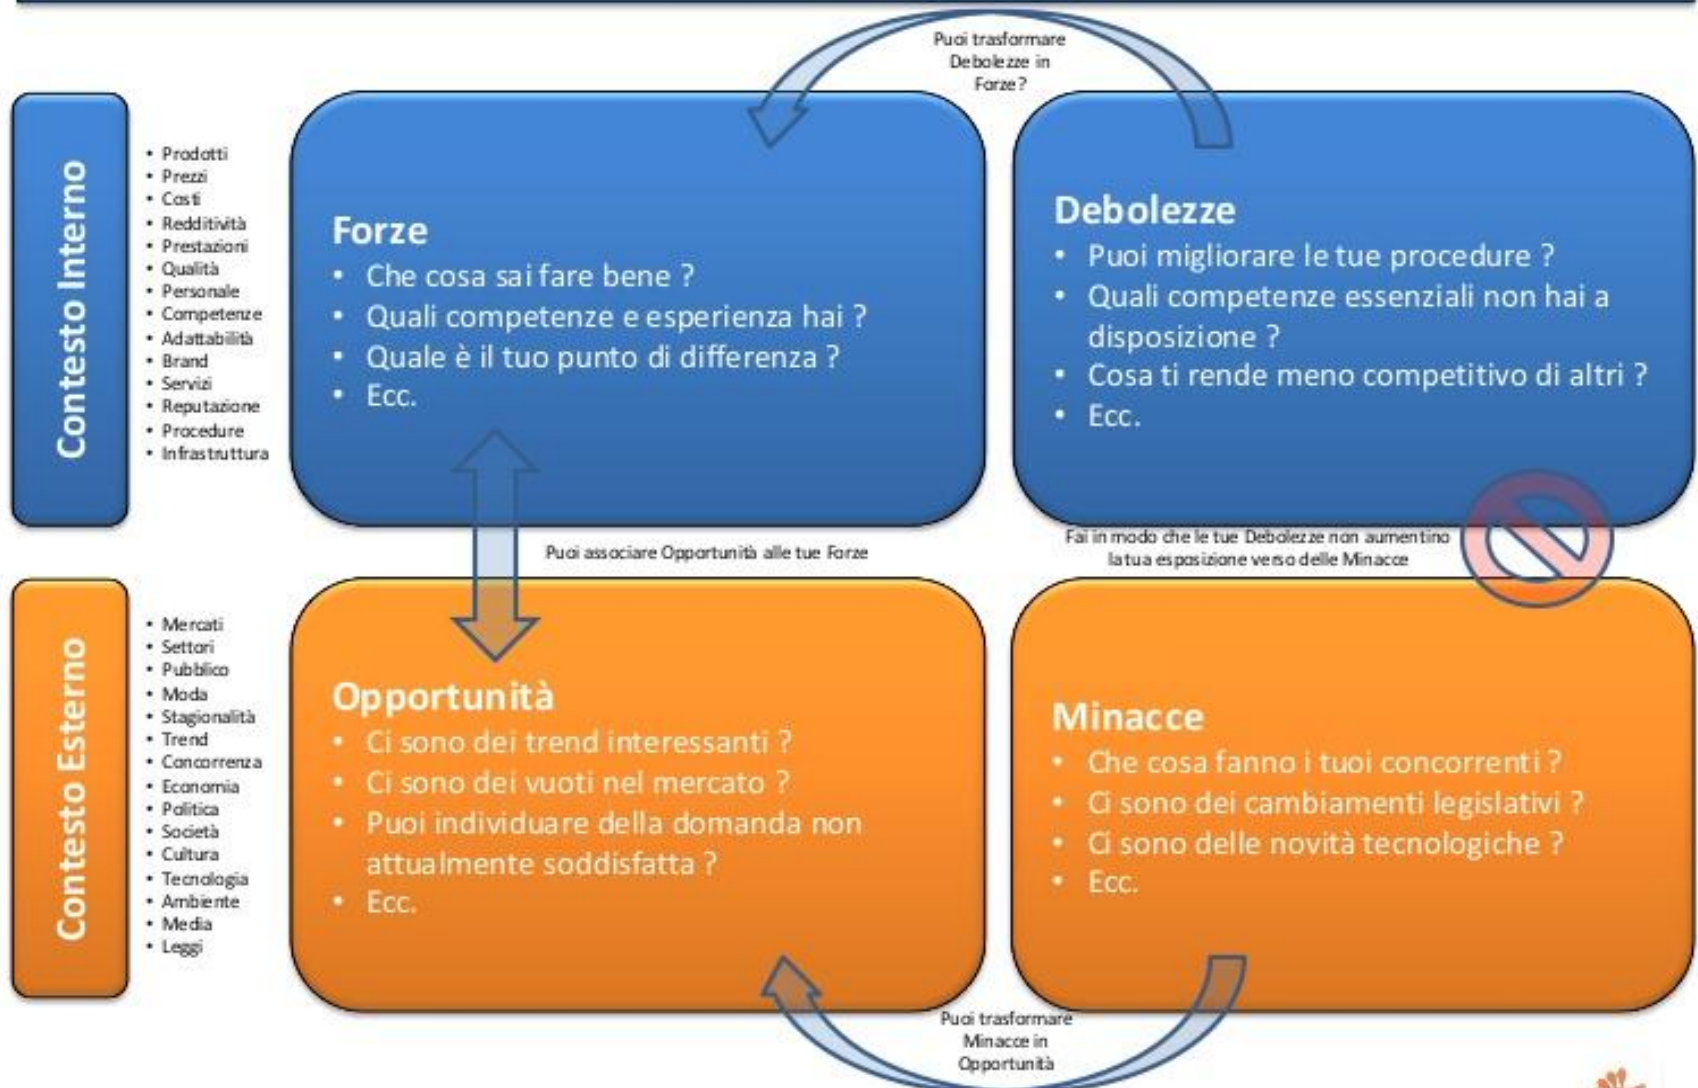 Puoi trasformare
Debolezze in
Forze?
Contesto Interno
• Prodotti
• Prezzi
• Costi
• Redditività
• Prestazioni
• Qualità
• Personale
• Competenze
• Adattabilità
• Brand
• Servizi
• Reputazione
• Procedure
• Infrastruttura
Forze
• Che cosa sai fare bene ?
• Quali competenze e esperienza hai ?
• Quale è il tuo punto di differenza ?
• Ecc.
Debolezze
• Puoi migliorare le tue procedure ?
• Quali competenze essenziali non hai a
disposizione ?
• Cosa ti rende meno competitivo di altri ?
• Ecc.
Puoi associare Opportunità alle tue Forze
Fai in modo che le tue Debolezze non aumentino
la tua esposizione verso delle Minacce
Contesto Esterno
• Mercati
• Settori
• Pubblico
• Moda
• Stagionalità
• Trend
• Concorrenza
• Economia
• Politica
• Società
• Cultura
• Tecnologia
• Ambiente
• Media
• Leggi
Opportunità
• Ci sono dei trend interessanti ?
• Ci sono dei vuoti nel mercato ?
• Puoi individuare della domanda non
attualmente soddisfatta ?
• Ecc.
Minacce
• Che cosa fanno i tuoi concorrenti ?
• Ci sono dei cambiamenti legislativi ?
• Ci sono delle novità tecnologiche ?
• Ecc.
Puoi trasformare
Minacce in
Opportunità